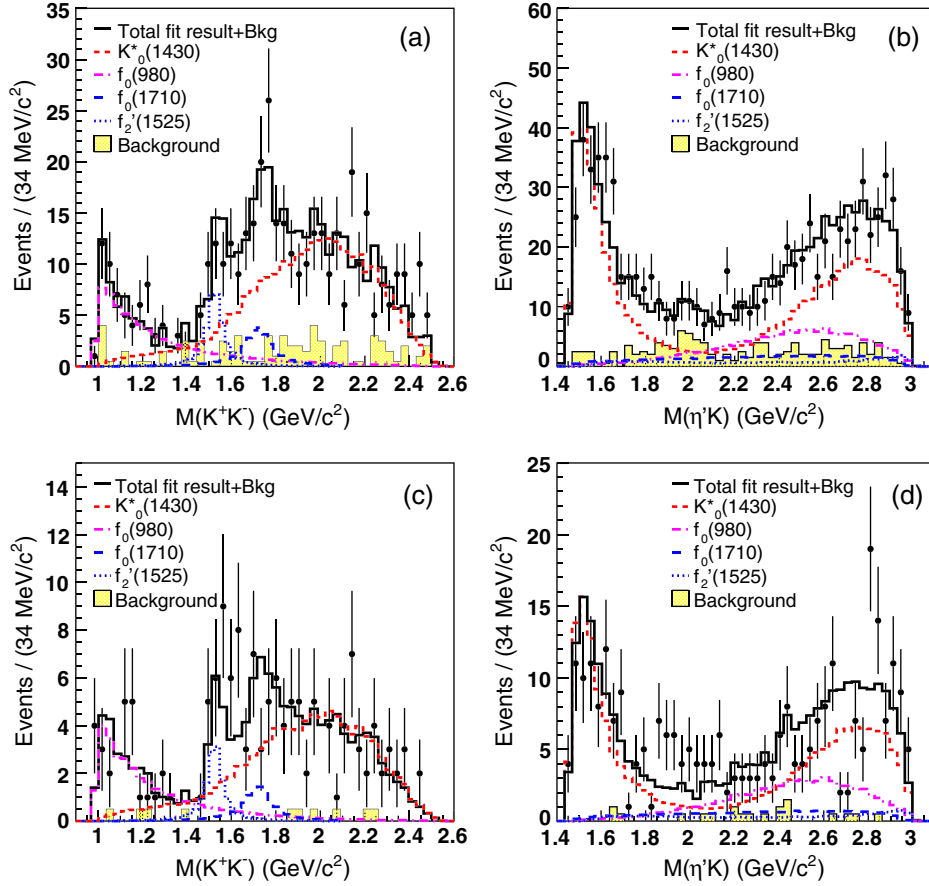 (a)
Total fit result+Bkg
K*0(1430)
f0(980)
f0(1710)
f2'(1525)
Background
Events / (34 MeV/c²)
35
30
25
20
15
10
5
0
1 1.2 1.4 1.6 1.8 2 2.2 2.4 2.6
M(K⁺K⁻) (GeV/c²)
(b)
Total fit result+Bkg
K*0(1430)
f0(980)
f0(1710)
f2'(1525)
Background
Events / (34 MeV/c²)
60
50
40
30
20
10
0
1.4 1.6 1.8 2 2.2 2.4 2.6 2.8 3
M(η'K) (GeV/c²)
(c)
Total fit result+Bkg
K*0(1430)
f0(980)
f0(1710)
f2'(1525)
Background
Events / (34 MeV/c²)
14
12
10
8
6
4
2
0
1 1.2 1.4 1.6 1.8 2 2.2 2.4 2.6
M(K⁺K⁻) (GeV/c²)
(d)
Total fit result+Bkg
K*0(1430)
f0(980)
f0(1710)
f2'(1525)
Background
Events / (34 MeV/c²)
25
20
15
10
5
0
1.4 1.6 1.8 2 2.2 2.4 2.6 2.8 3
M(η'K) (GeV/c²)